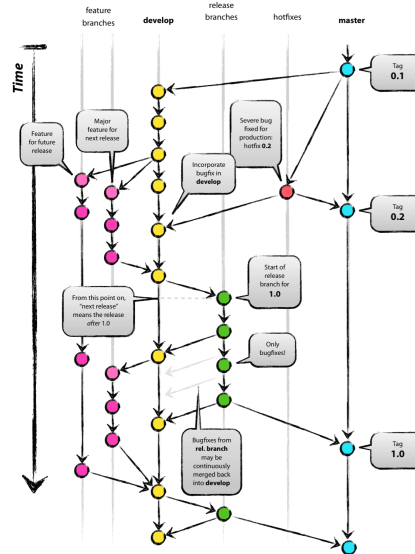 feature
branches
develop
release
branches
hotfixes
master
Time
Tag
0.1
Major
feature for
next release
Feature
for future
release
Severe bug
fixed for
production:
hotfix 0.2
Incorporate
bugfix in
develop
Tag
0.2
Start of
release
branch for
1.0
From this point on,
"next release"
means the release
after 1.0
Only
bugfixes!
Bugfixes from
rel. branch
may be
continuously
merged back
into develop
Tag
1.0